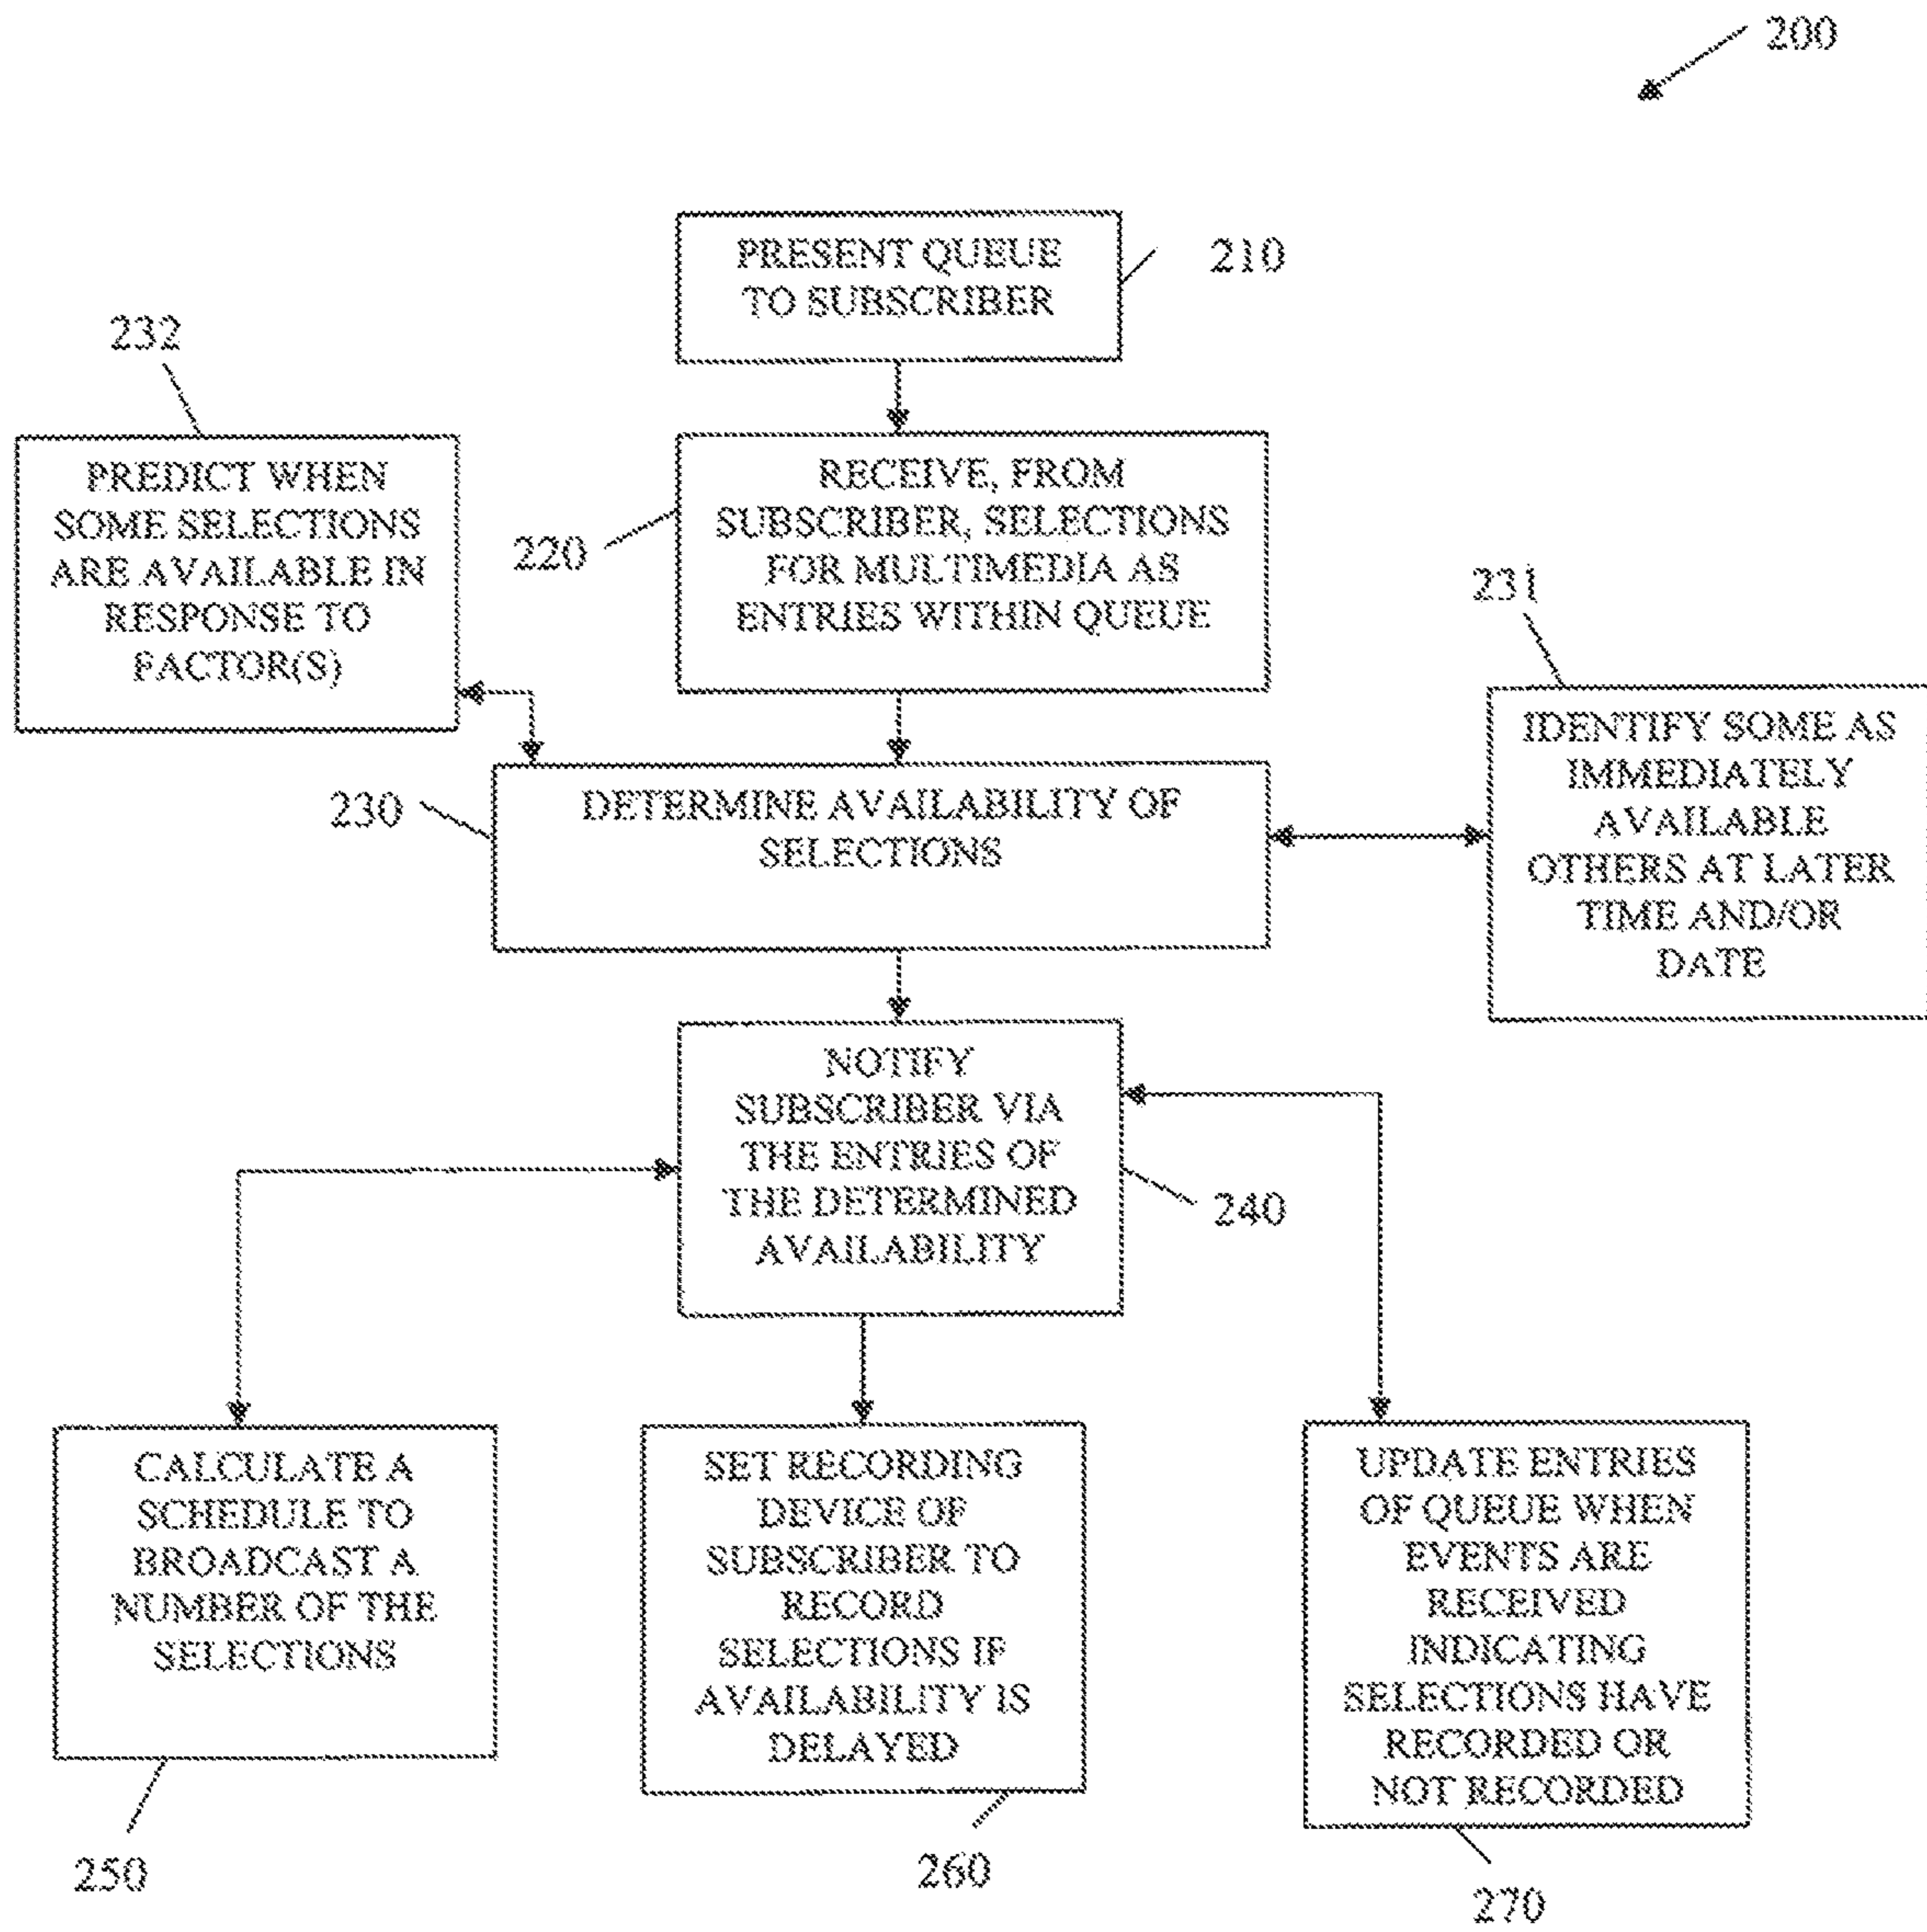 200
PRESENT QUEUE
TO SUBSCRIBER
210
232
PREDICT WHEN
SOME SELECTIONS
ARE AVAILABLE IN
RESPONSE TO
FACTOR(S)
220
RECEIVE, FROM
SUBSCRIBER, SELECTIONS
FOR MULTIMEDIA AS
ENTRIES WITHIN QUEUE
231
IDENTIFY SOME AS
IMMEDIATELY
AVAILABLE
OTHERS AT LATER
TIME AND/OR
DATE
230
DETERMINE AVAILABILITY OF
SELECTIONS
NOTIFY
SUBSCRIBER VIA
THE ENTRIES OF
THE DETERMINED
AVAILABILITY
240
CALCULATE A
SCHEDULE TO
BROADCAST A
NUMBER OF THE
SELECTIONS
250
SET RECORDING
DEVICE OF
SUBSCRIBER TO
RECORD
SELECTIONS IF
AVAILABILITY IS
DELAYED
260
UPDATE ENTRIES
OF QUEUE WHEN
EVENTS ARE
RECEIVED
INDICATING
SELECTIONS HAVE
RECORDED OR
NOT RECORDED
270